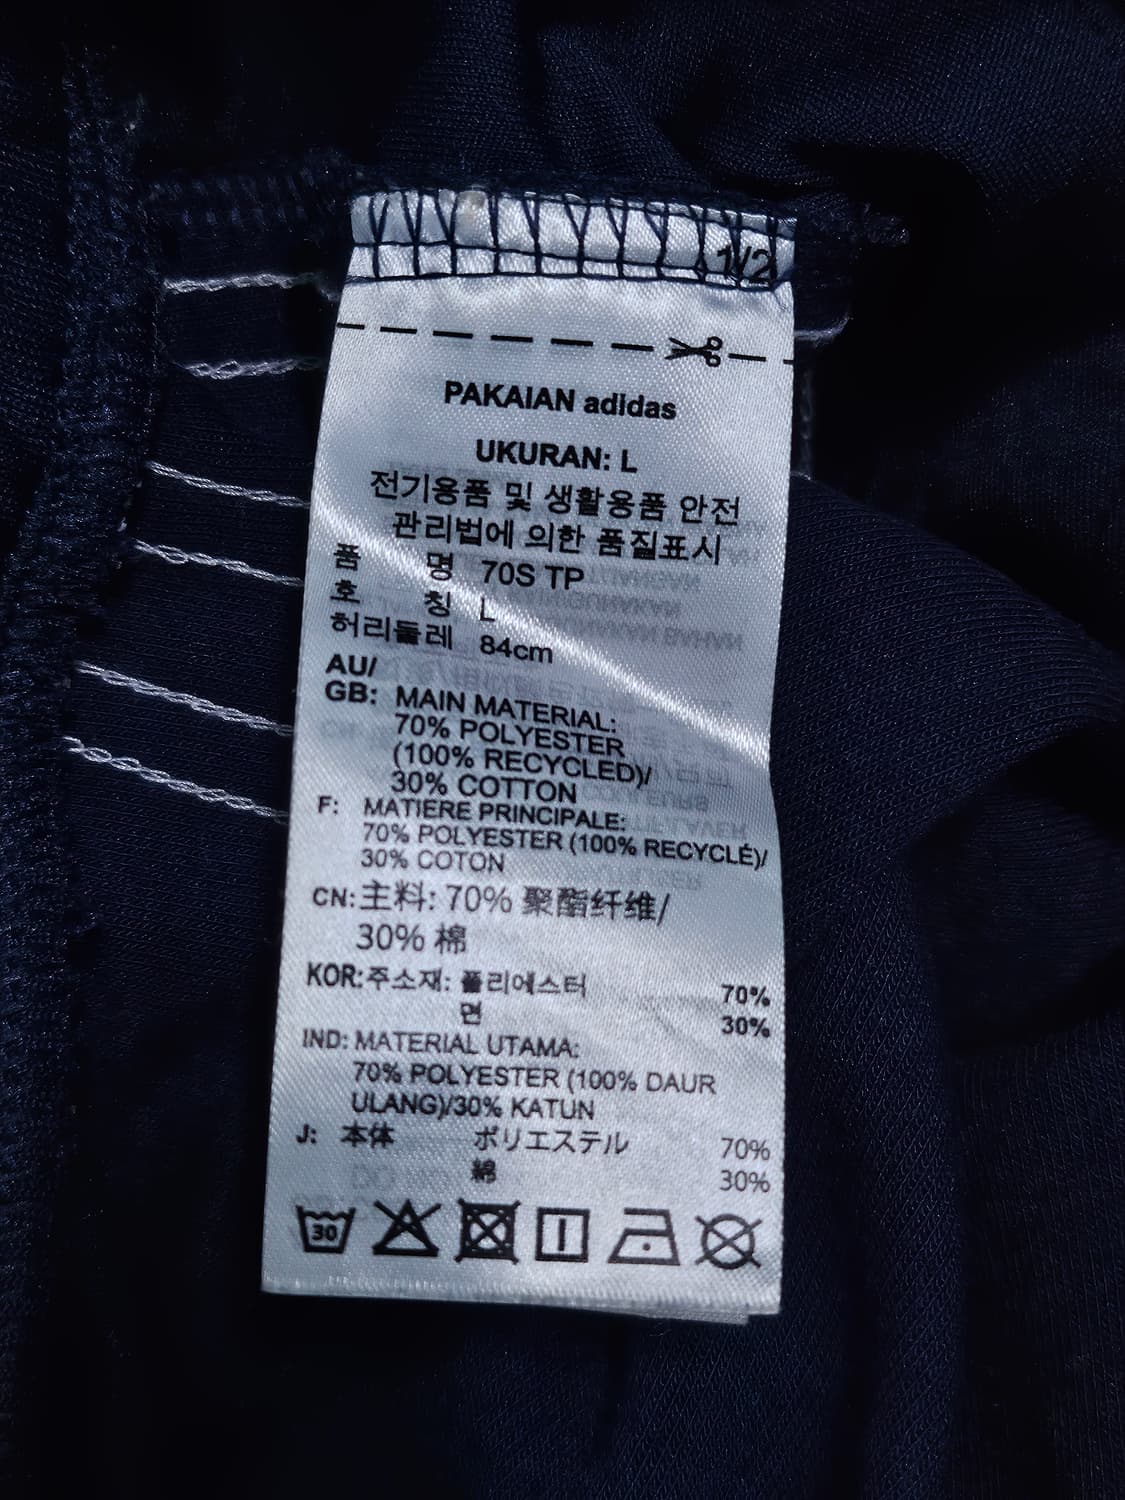 1/2
PAKAIAN adidas
UKURAN: L
전기용품 및 생활용품 안전
관리법에 의한 품질표시
품 명 70S TP
호 칭 L
허리둘레 84cm
AU/
GB: MAIN MATERIAL:
70% POLYESTER
(100% RECYCLED)/
30% COTTON
F: MATIERE PRINCIPALE:
70% POLYESTER (100% RECYCLÉ)/
30% COTON
CN: 主料: 70% 聚酯纤维/
30% 棉
KOR: 주소재: 폴리에스터 70%
면 30%
IND: MATERIAL UTAMA:
70% POLYESTER (100% DAUR
ULANG)/30% KATUN
J: 本体 ポリエステル 70%
綿 30%
30